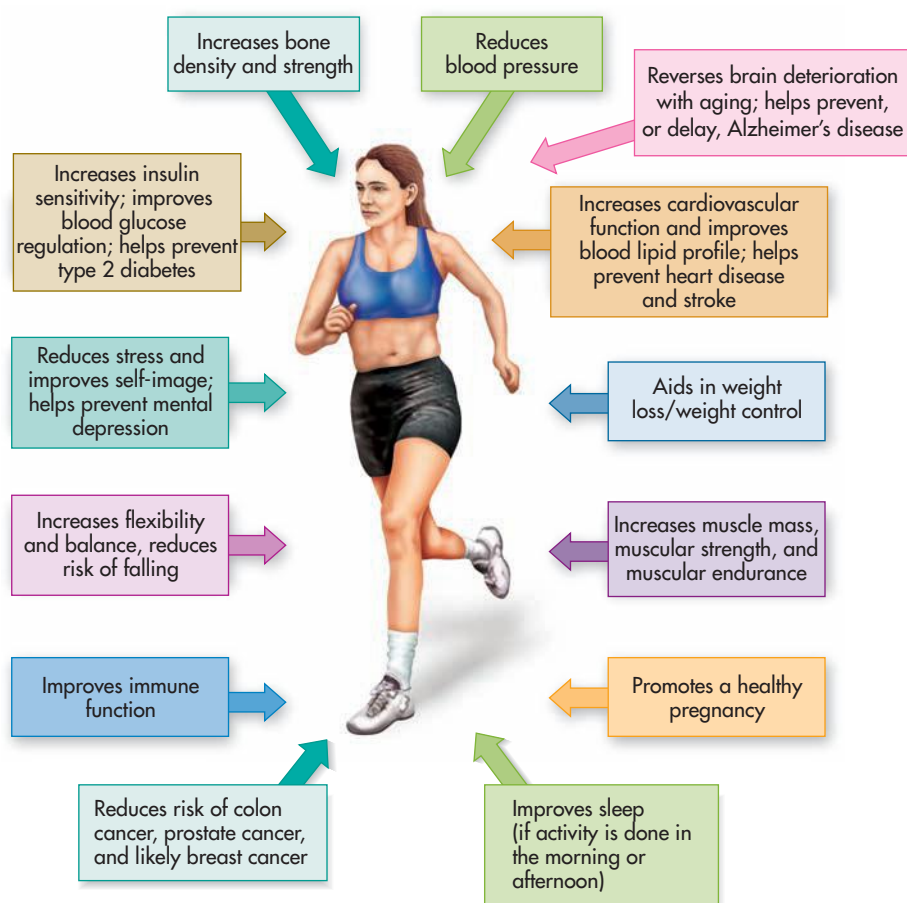 Increases bone
density and strength
Reduces
blood pressure
Reverses brain deterioration
with aging; helps prevent,
or delay, Alzheimer's disease
Increases insulin
sensitivity; improves
blood glucose
regulation; helps prevent
type 2 diabetes
Increases cardiovascular
function and improves
blood lipid profile; helps
prevent heart disease
and stroke
Reduces stress and
improves self-image;
helps prevent mental
depression
Aids in weight
loss/weight control
Increases flexibility
and balance, reduces
risk of falling
Increases muscle mass,
muscular strength, and
muscular endurance
Improves immune
function
Promotes a healthy
pregnancy
Reduces risk of colon
cancer, prostate cancer,
and likely breast cancer
Improves sleep
(if activity is done in
the morning or
afternoon)